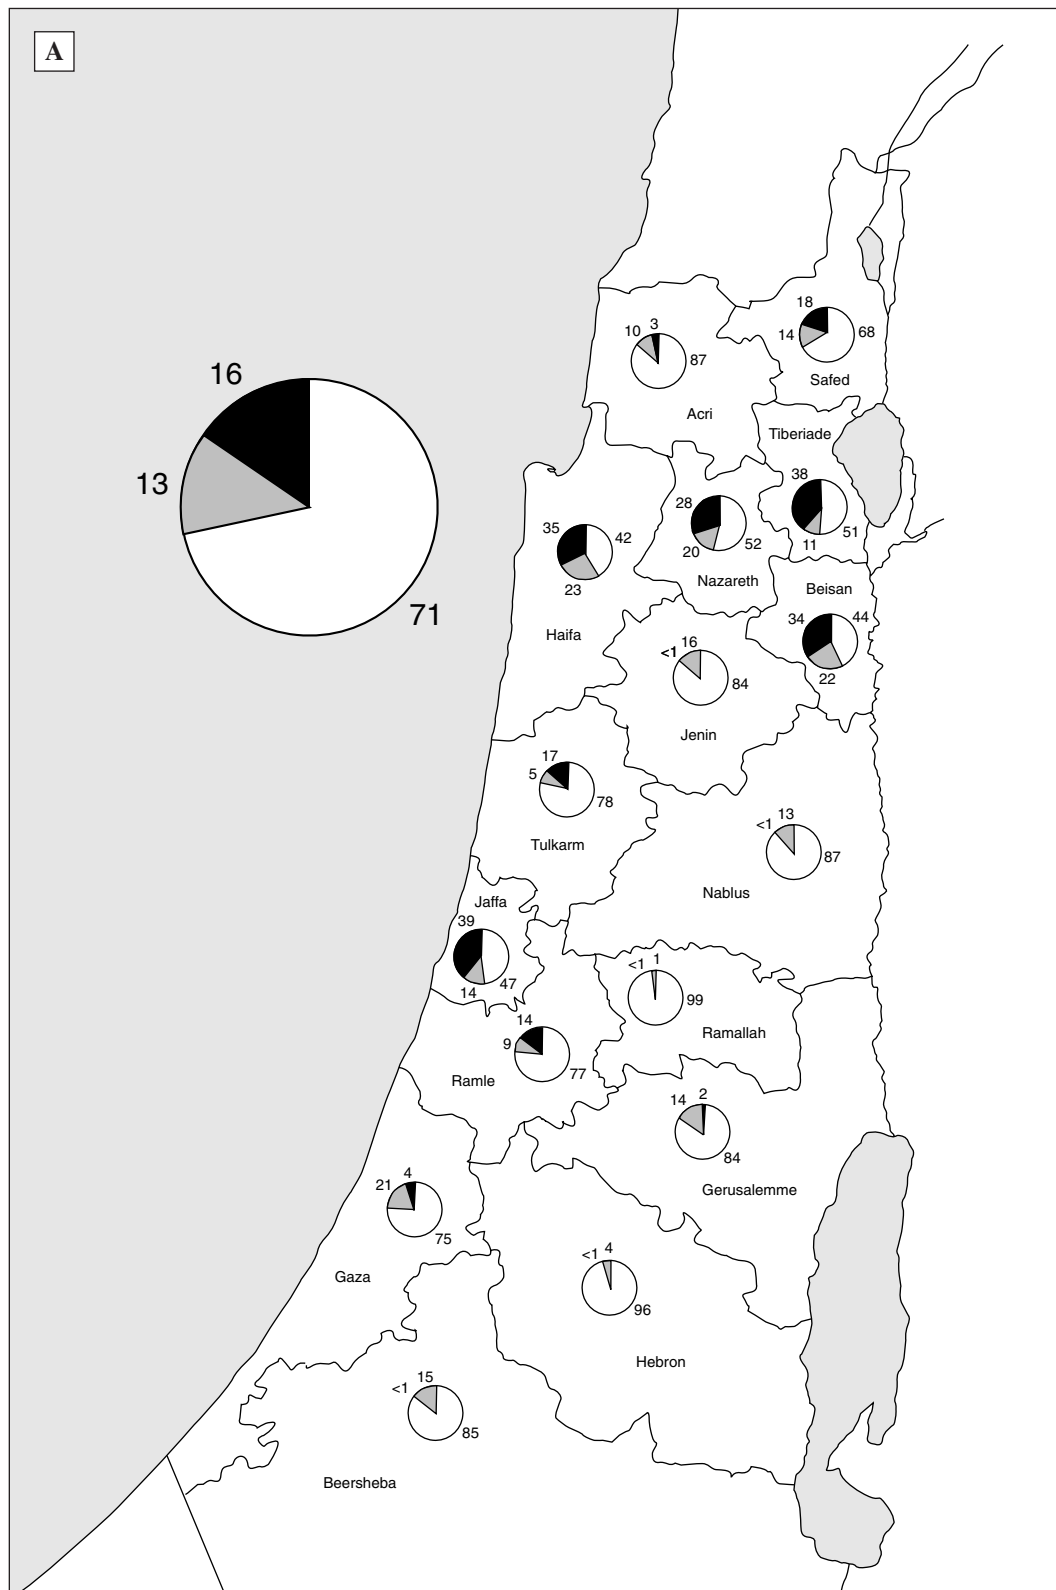 A
16
13
71
10 3
87
Acri
18
14 68
Safed
Tiberiade
38
51
11
28
20 52
Nazareth
35
42
23
Haifa
Beisan
34 44
22
<1 16
84
Jenin
17
5
78
Tulkarm
<1 13
87
Nablus
Jaffa
39
14 47
<1 1
99
Ramallah
14
9
77
Ramle
14 2
84
Gerusalemme
21 4
75
Gaza
<1 4
96
Hebron
<1 15
85
Beersheba